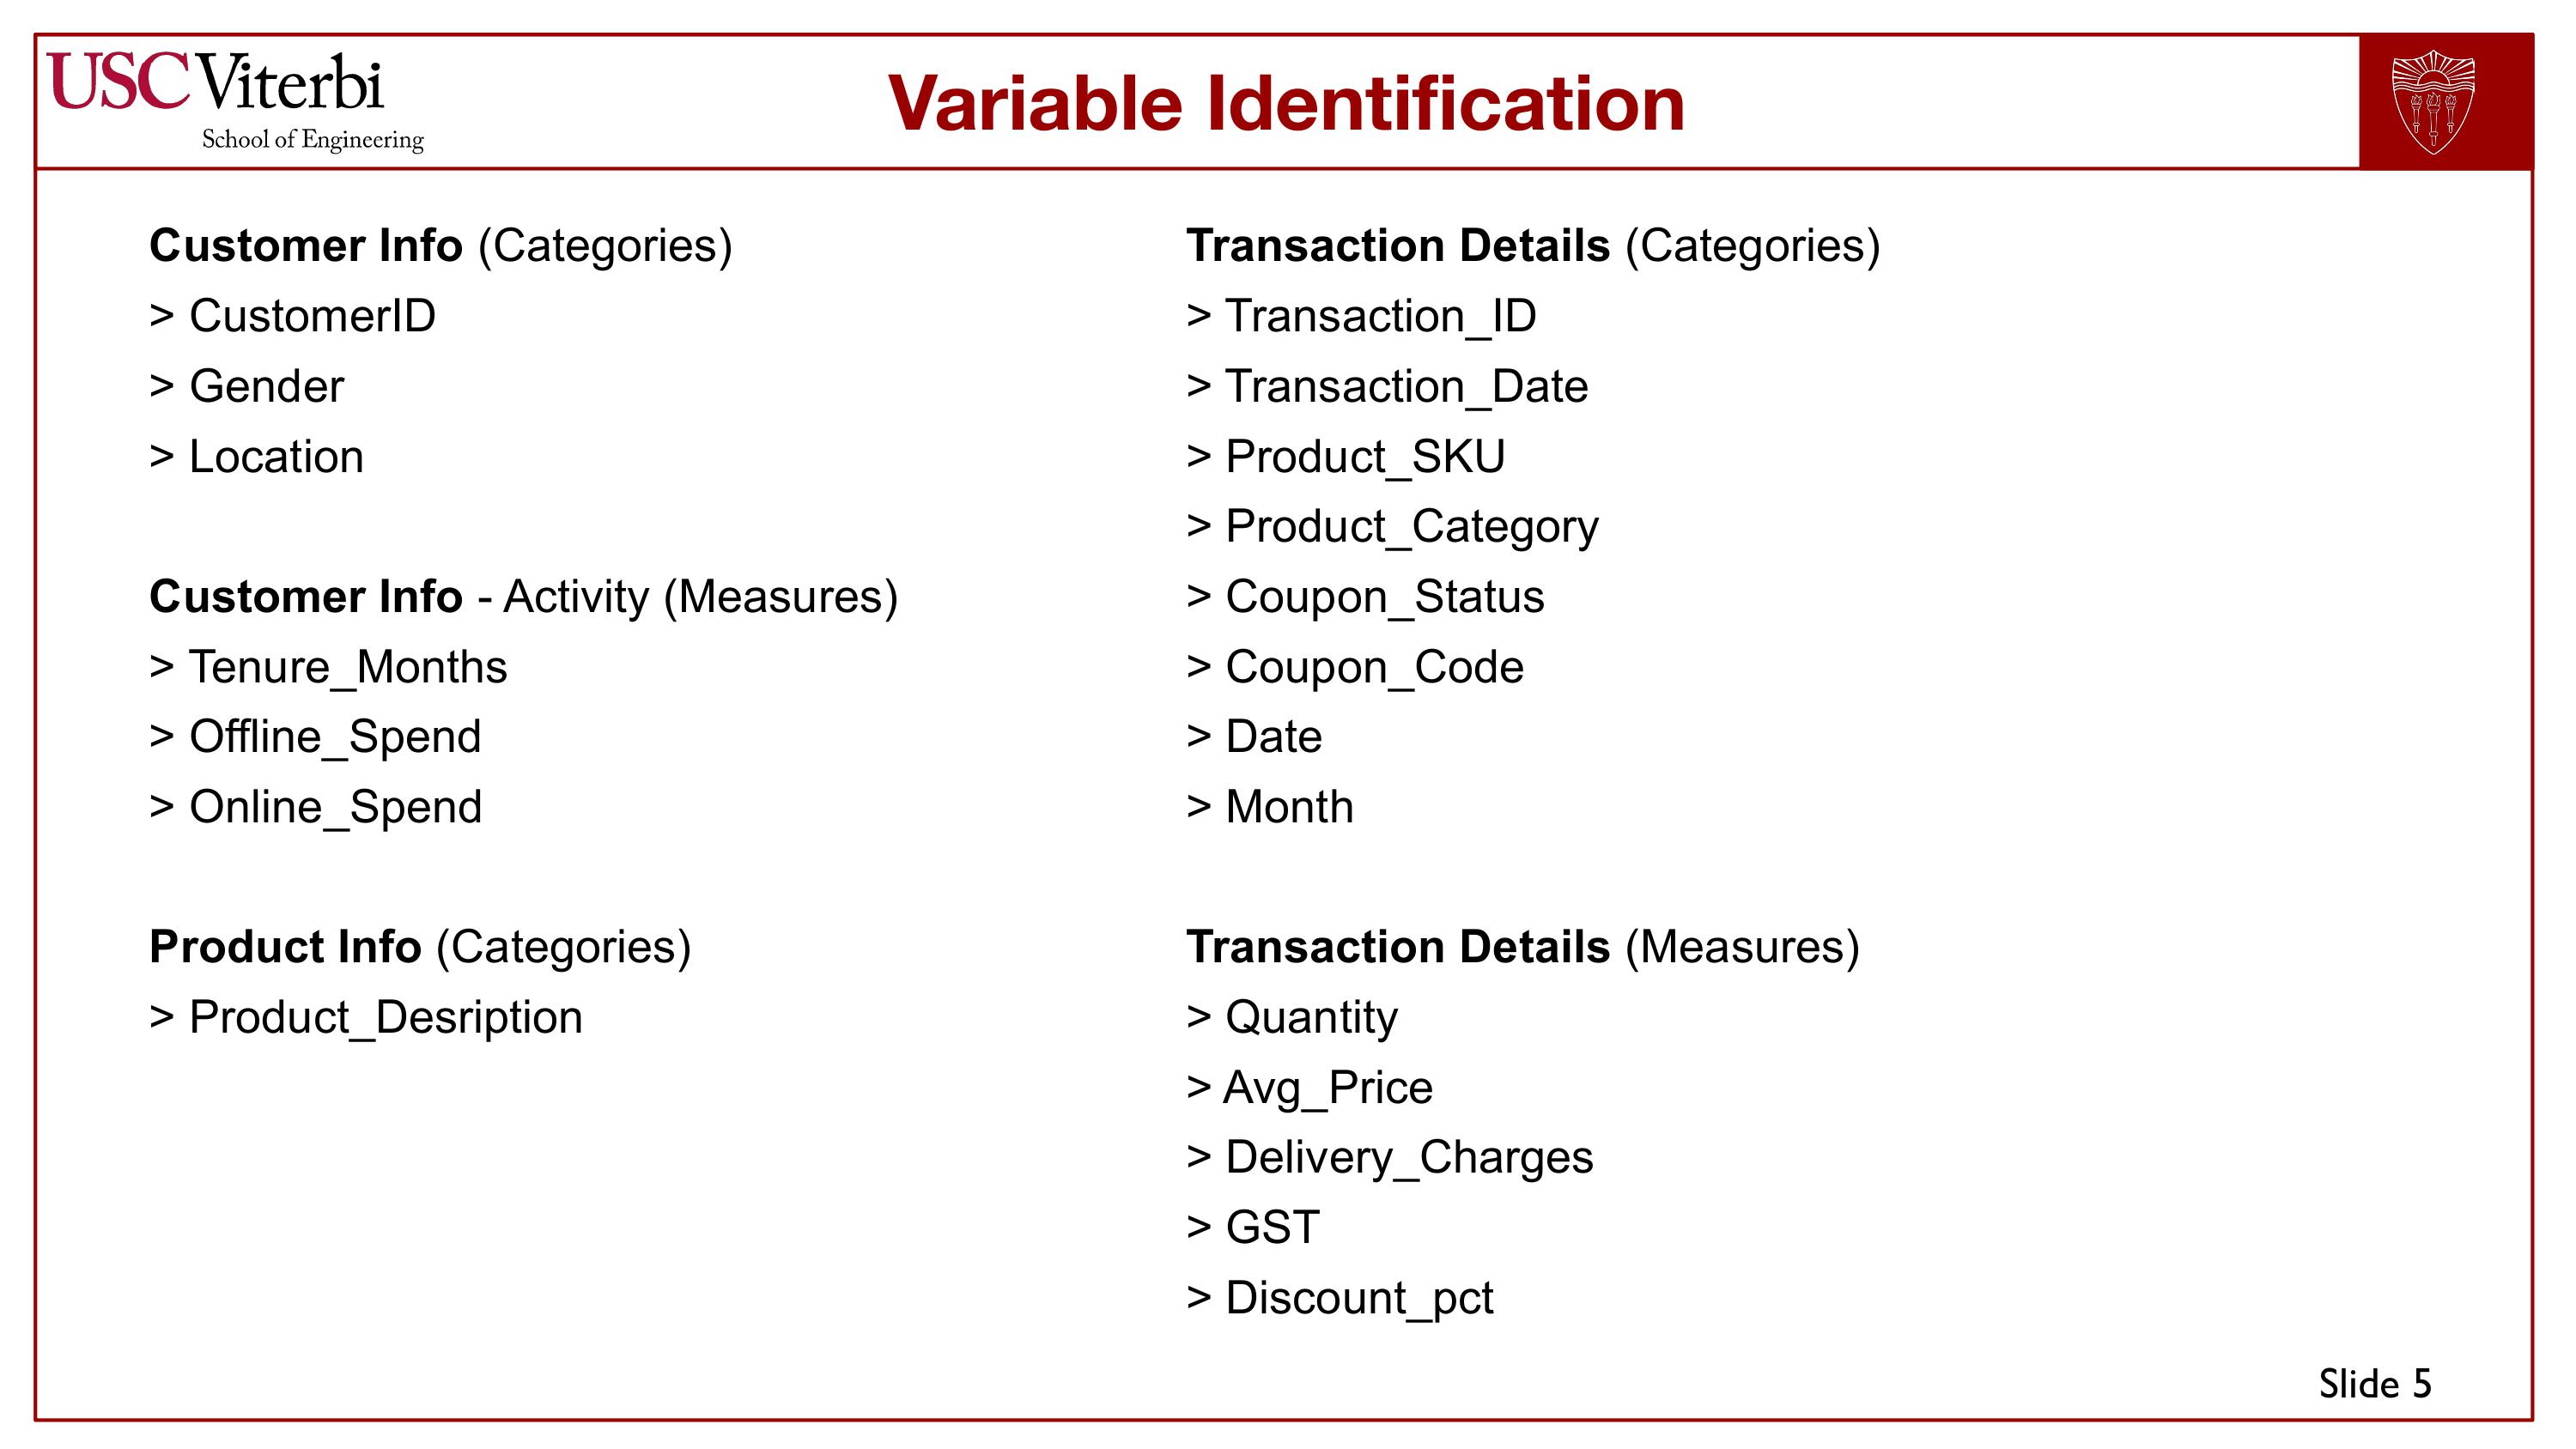 USC Viterbi
School of Engineering
Variable Identification
Customer Info (Categories)
> CustomerID
> Gender
> Location
Customer Info - Activity (Measures)
> Tenure_Months
> Offline_Spend
> Online_Spend
Product Info (Categories)
> Product_Desription
Transaction Details (Categories)
> Transaction_ID
> Transaction_Date
> Product_SKU
> Product_Category
> Coupon_Status
> Coupon_Code
> Date
> Month
Transaction Details (Measures)
> Quantity
> Avg_Price
> Delivery_Charges
> GST
> Discount_pct
Slide 5